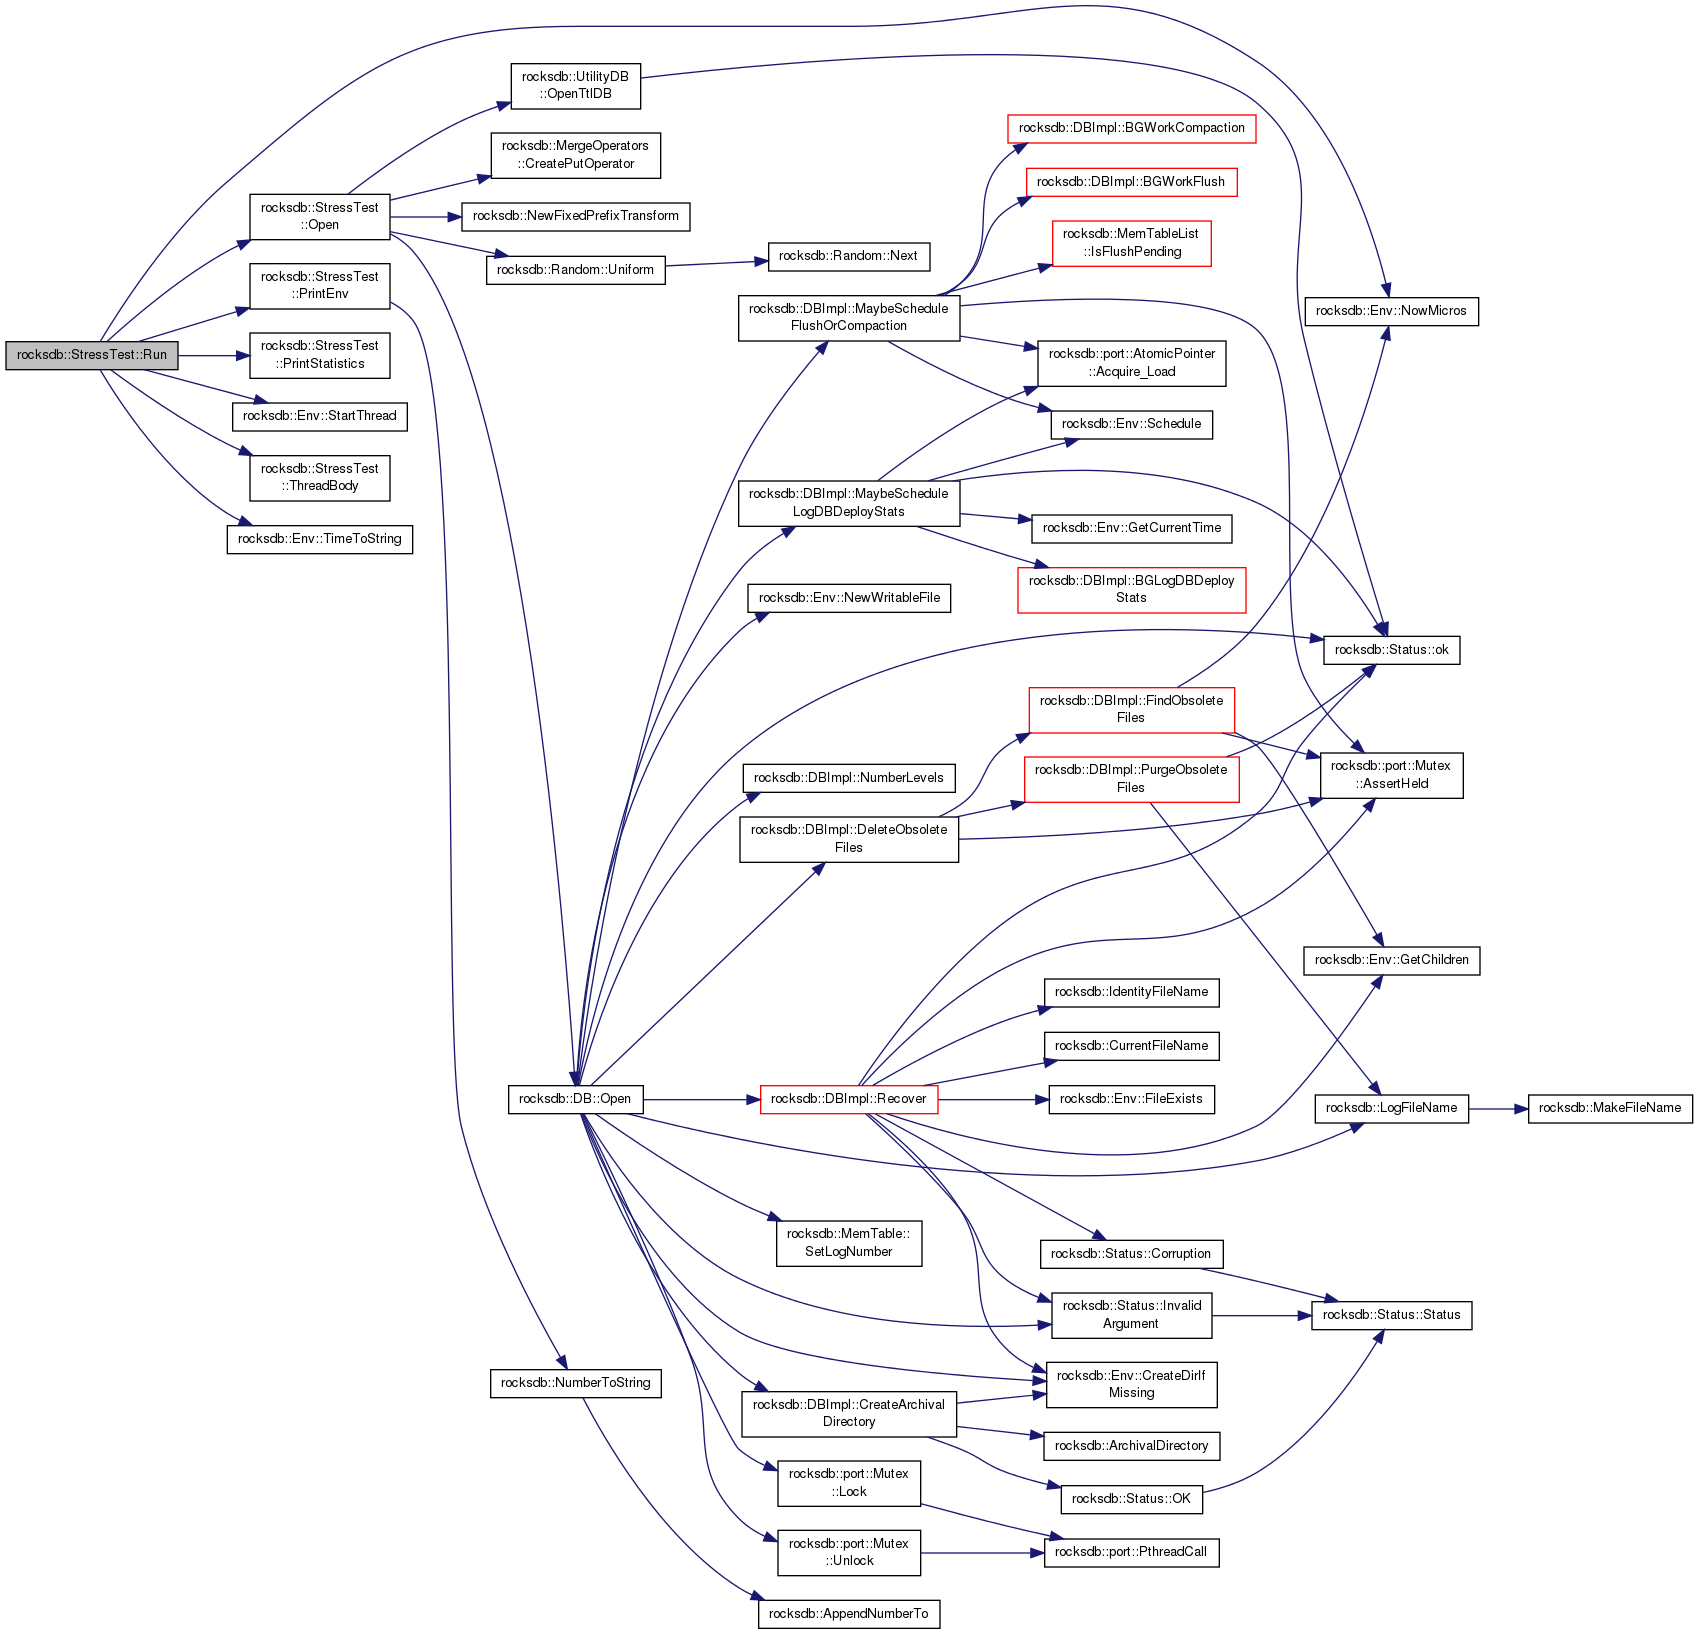 rocksdb::StressTest::Run
rocksdb::StressTest
::Open
rocksdb::StressTest
::PrintEnv
rocksdb::StressTest
::PrintStatistics
rocksdb::Env::StartThread
rocksdb::StressTest
::ThreadBody
rocksdb::Env::TimeToString
rocksdb::UtilityDB
::OpenTtlDB
rocksdb::MergeOperators
::CreatePutOperator
rocksdb::NewFixedPrefixTransform
rocksdb::Random::Uniform
rocksdb::DB::Open
rocksdb::NumberToString
rocksdb::Random::Next
rocksdb::DBImpl::MaybeSchedule
FlushOrCompaction
rocksdb::DBImpl::MaybeSchedule
LogDBDeployStats
rocksdb::Env::NewWritableFile
rocksdb::DBImpl::NumberLevels
rocksdb::DBImpl::DeleteObsolete
Files
rocksdb::DBImpl::Recover
rocksdb::MemTable::
SetLogNumber
rocksdb::DBImpl::CreateArchival
Directory
rocksdb::port::Mutex
::Lock
rocksdb::port::Mutex
::Unlock
rocksdb::AppendNumberTo
rocksdb::DBImpl::BGWorkCompaction
rocksdb::DBImpl::BGWorkFlush
rocksdb::MemTableList
::IsFlushPending
rocksdb::port::AtomicPointer
::Acquire_Load
rocksdb::Env::Schedule
rocksdb::Env::GetCurrentTime
rocksdb::DBImpl::BGLogDBDeploy
Stats
rocksdb::DBImpl::FindObsolete
Files
rocksdb::DBImpl::PurgeObsolete
Files
rocksdb::IdentityFileName
rocksdb::CurrentFileName
rocksdb::Env::FileExists
rocksdb::Status::Corruption
rocksdb::Status::Invalid
Argument
rocksdb::Env::CreateDirIf
Missing
rocksdb::ArchivalDirectory
rocksdb::Status::OK
rocksdb::port::PthreadCall
rocksdb::Env::NowMicros
rocksdb::Status::ok
rocksdb::port::Mutex
::AssertHeld
rocksdb::Env::GetChildren
rocksdb::LogFileName
rocksdb::Status::Status
rocksdb::MakeFileName